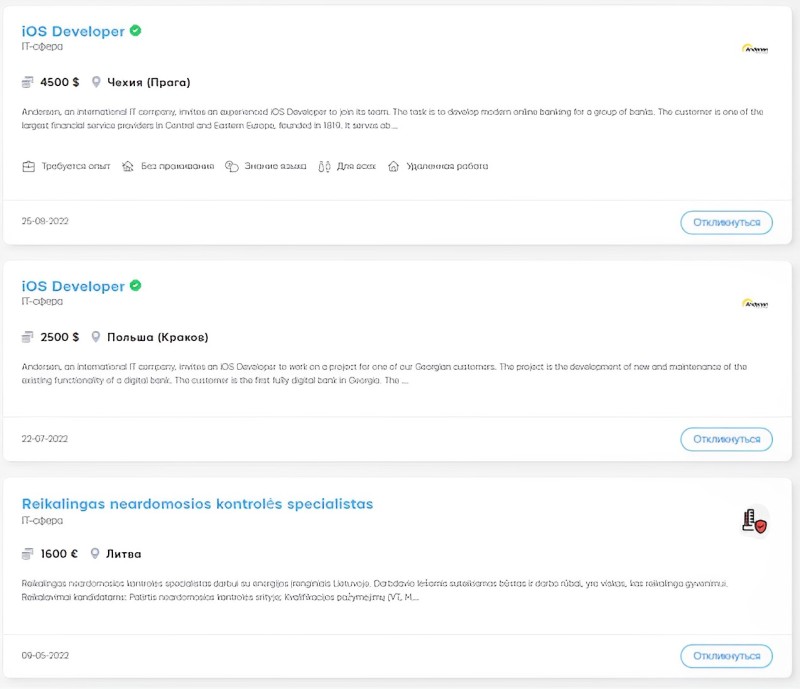 iOS Developer
IT-сфера
Andersen
4500 $ Чехия (Прага)
Andersen, an international IT company, invites an experienced iOS Developer to join its team. The task is to develop modern online banking for a group of banks. The customer is one of the
largest financial service providers in Central and Eastern Europe, founded in 1819. It serves ab...
Требуется опыт Без проживания Знание языка Для всех Удаленная работа
25-08-2022 Откликнуться
iOS Developer
IT-сфера
Andersen
2500 $ Польша (Краков)
Andersen, an international IT company, invites an iOS Developer to work on a project for one of our Georgian customers. The project is the development of new and maintenance of the
existing functionality of a digital bank. The customer is the first fully digital bank in Georgia. The ...
22-07-2022 Откликнуться
Reikalingas neardomosios kontrolės specialistas
IT-сфера
1600 € Литва
Reikalingas neardomosios kontrolės specialistas darbui su energijos įrenginiais Lietuvoje. Darbdavio lėšomis suteikiamas būstas ir darbo rūbai, yra viskas, kas reikalinga gyvenimui.
Reikalavimai kandidatams: Patirtis neardomosios kontrolės srityje; Kvalifikacijos pažymėjimų (VT, M...
09-05-2022 Откликнуться